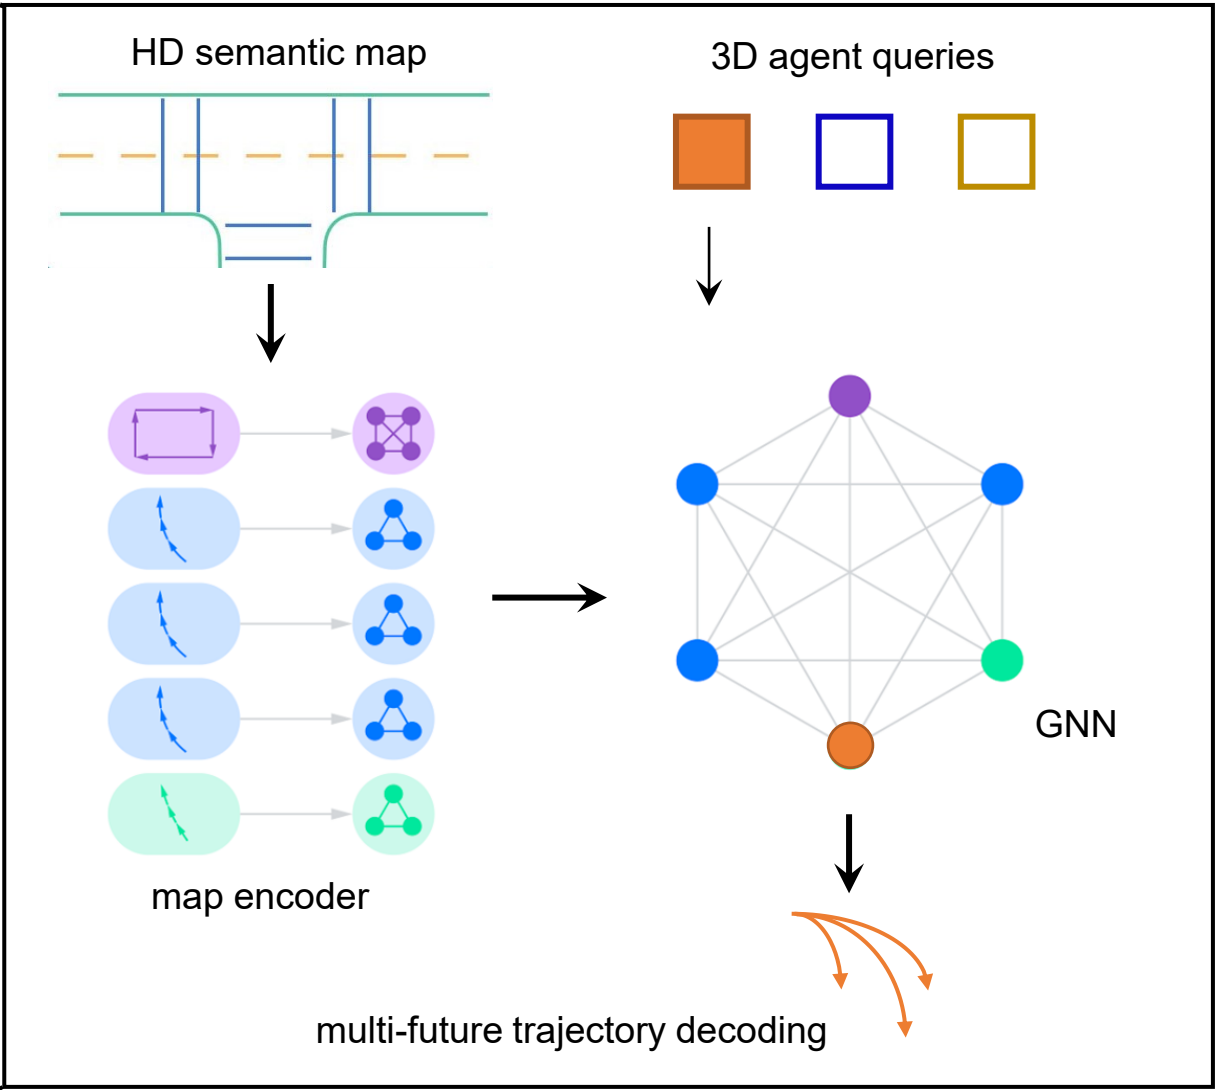 HD semantic map
3D agent queries
GNN
map encoder
multi-future trajectory decoding